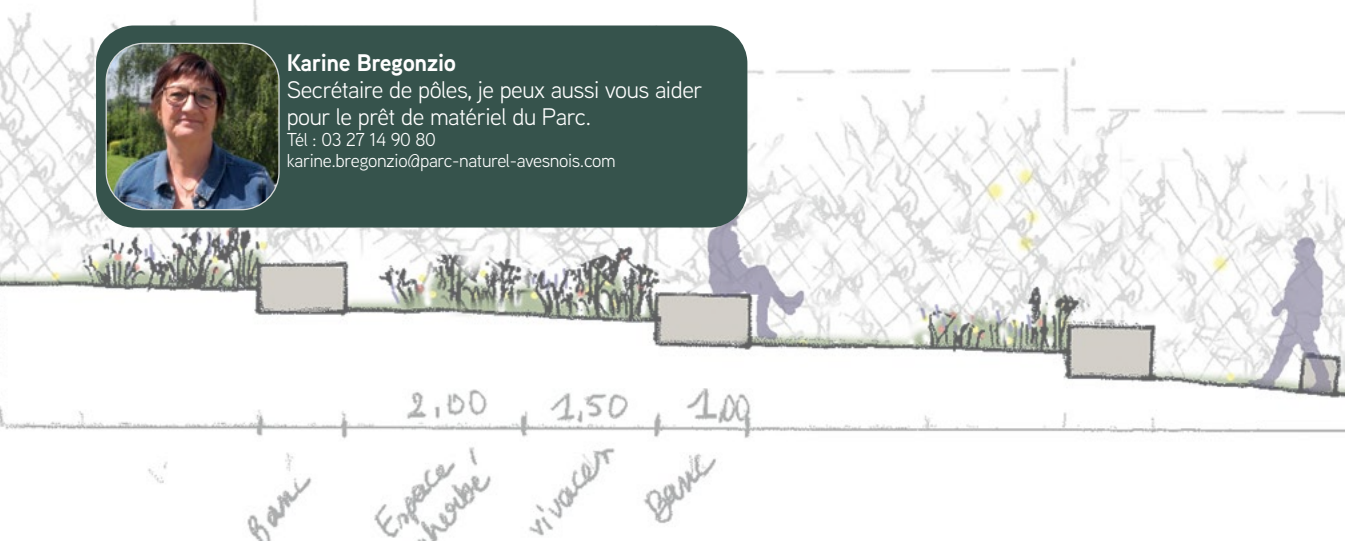 Karine Bregonzio
Secrétaire de pôles, je peux aussi vous aider
pour le prêt de matériel du Parc.
Tél : 03 27 14 90 80
karine.bregonzio@parc-naturel-avesnois.com
2,00 1,50 1,00
Banc Espace vivaces Banc
herbé